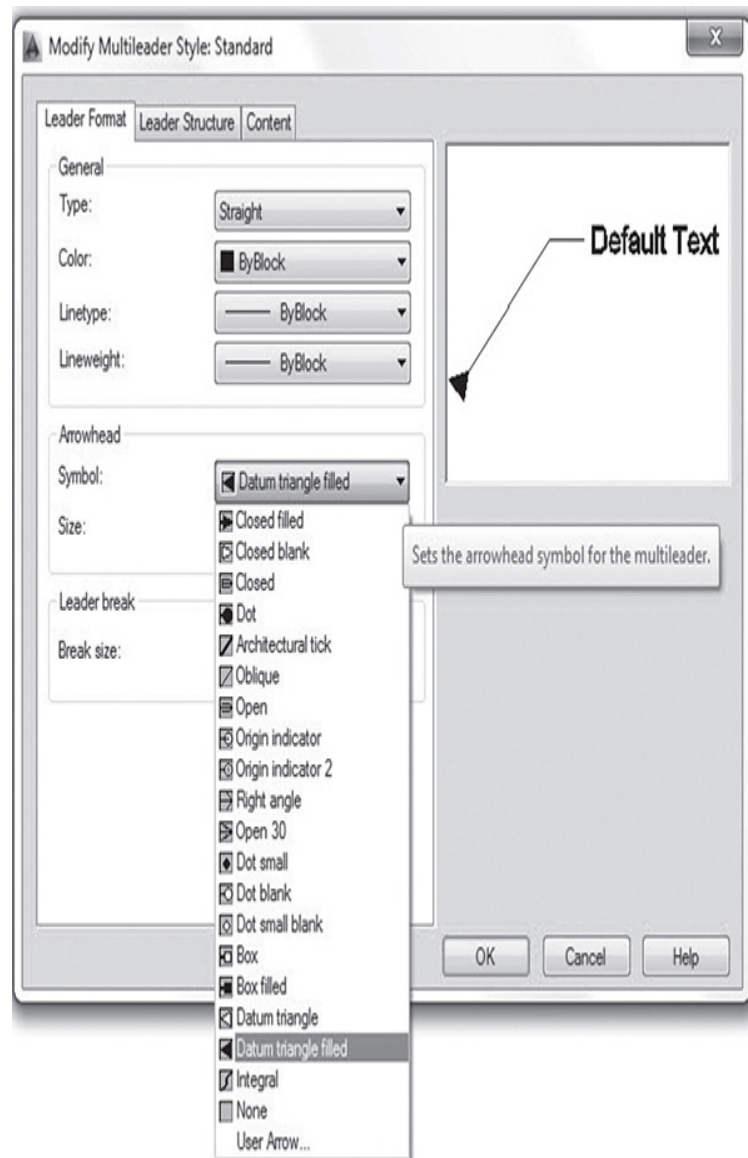 Modify Multileader Style: Standard
X
Leader Format Leader Structure Content
General
Type: Straight
Color: ByBlock
Linetype: ByBlock
Lineweight: ByBlock
Default Text
Arrowhead
Symbol: Datum triangle filled
Size:
Sets the arrowhead symbol for the multileader.
Leader break
Break size:
Closed filled
Closed blank
Closed
Dot
Architectural tick
Oblique
Open
Origin indicator
Origin indicator 2
Right angle
Open 30
Dot small
Dot blank
Dot small blank
Box
Box filled
Datum triangle
Datum triangle filled
Integral
None
User Arrow...
OK Cancel Help